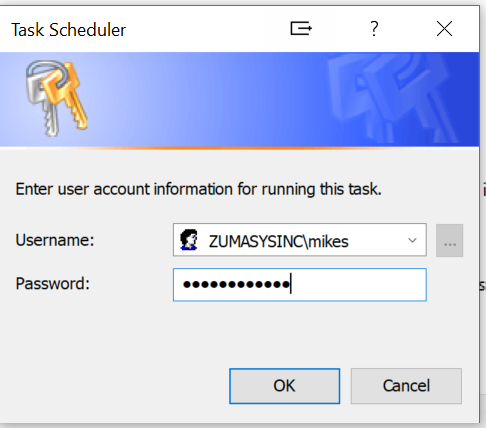 Task Scheduler
?
Enter user account information for running this task.
Username: ZUMASYSINC\mikes ...
Password: ●●●●●●●●●●●●
OK Cancel